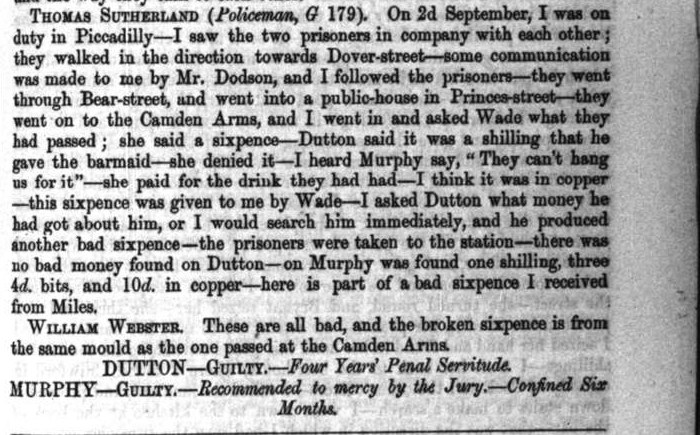 THOMAS SUTHERLAND (Policeman, G 179). On 2d September, I was on
duty in Piccadilly—I saw the two prisoners in company with each other;
they walked in the direction towards Dover-street—some communication
was made to me by Mr. Dodson, and I followed the prisoners—they went
through Bear-street, and went into a public-house in Princes-street—they
went on to the Camden Arms, and I went in and asked Wade what they
had passed; she said a sixpence—Dutton said it was a shilling that he
gave the barmaid—she denied it—I heard Murphy say, "They can't hang
us for it"—she paid for the drink they had had—I think it was in copper
—this sixpence was given to me by Wade—I asked Dutton what money he
had got about him, or I would search him immediately, and he produced
another bad sixpence—the prisoners were taken to the station—there was
no bad money found on Dutton—on Murphy was found one shilling, three
4d. bits, and 10d. in copper—here is part of a bad sixpence I received
from Miles.
WILLIAM WEBSTER. These are all bad, and the broken sixpence is from
the same mould as the one passed at the Camden Arms.
DUTTON—GUILTY.—Four Years' Penal Servitude.
MURPHY—GUILTY.—Recommended to mercy by the Jury.—Confined Six
Months.